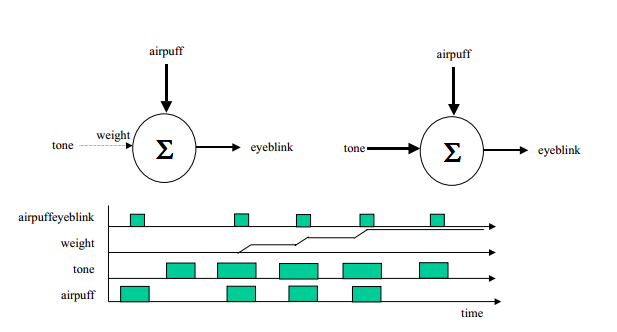 airpuff
airpuff
weight
tone
Σ
eyeblink
tone
Σ
eyeblink
airpuffeyeblink
weight
tone
airpuff
time